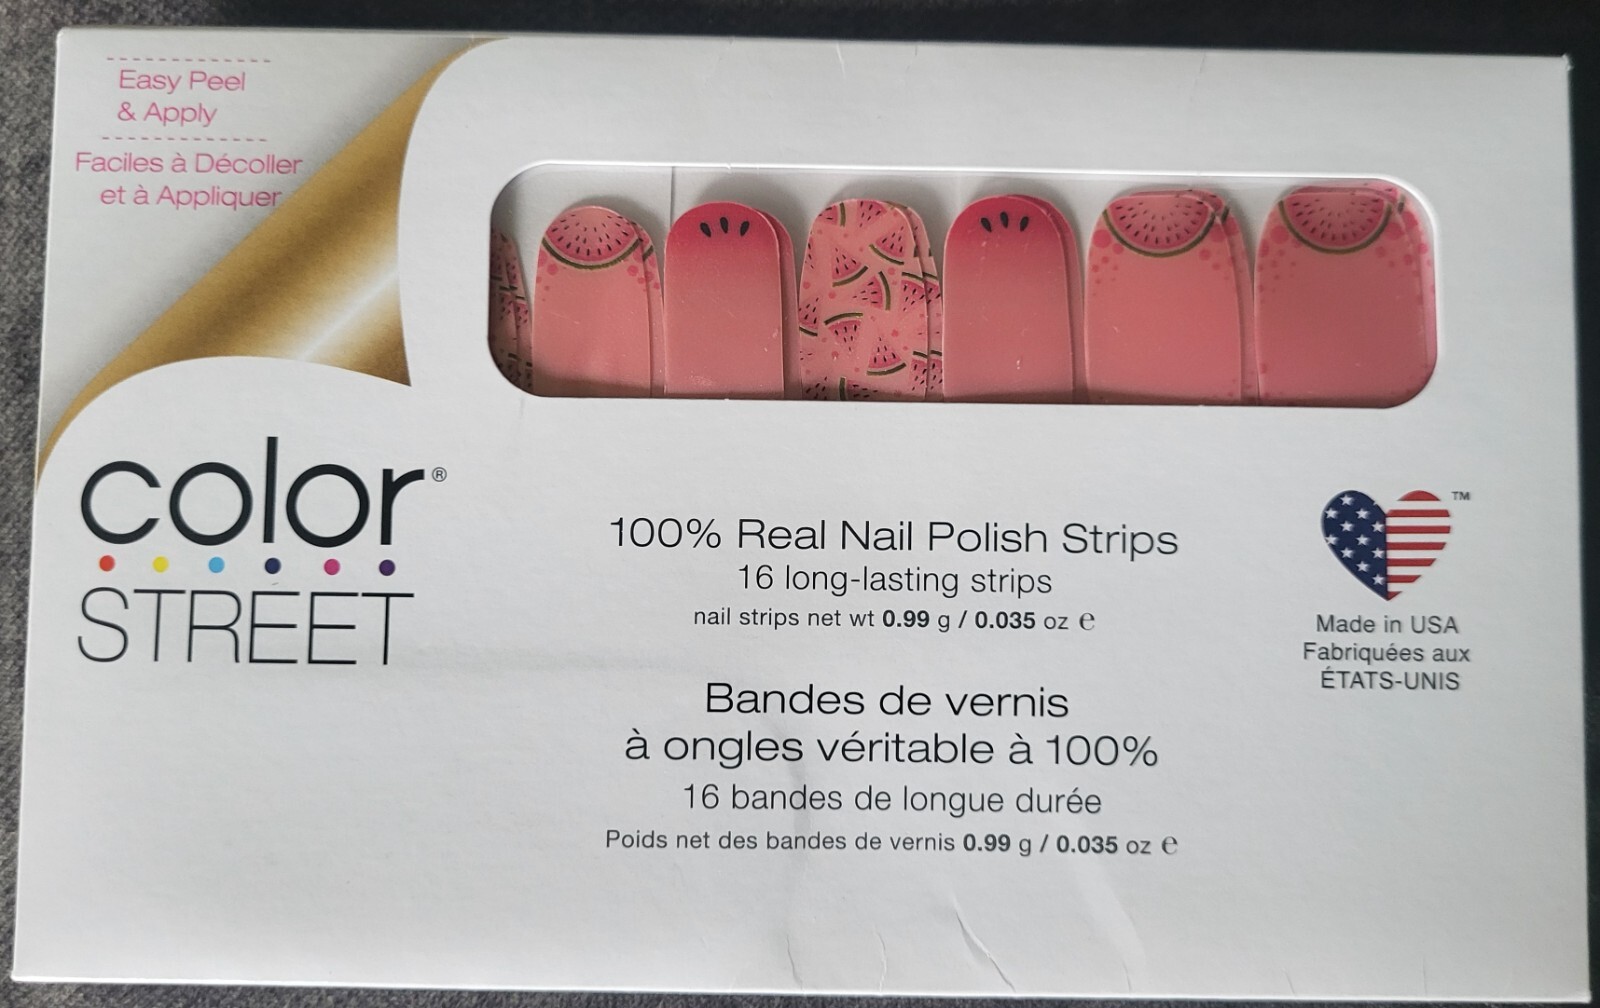 Easy Peel
& Apply
Faciles à Décoller
et à Appliquer
color®
STREET
100% Real Nail Polish Strips
16 long-lasting strips
nail strips net wt 0.99 g / 0.035 oz ℮
Bandes de vernis
à ongles véritable à 100%
16 bandes de longue durée
Poids net des bandes de vernis 0.99 g / 0.035 oz ℮
™
Made in USA
Fabriquées aux
ÉTATS-UNIS